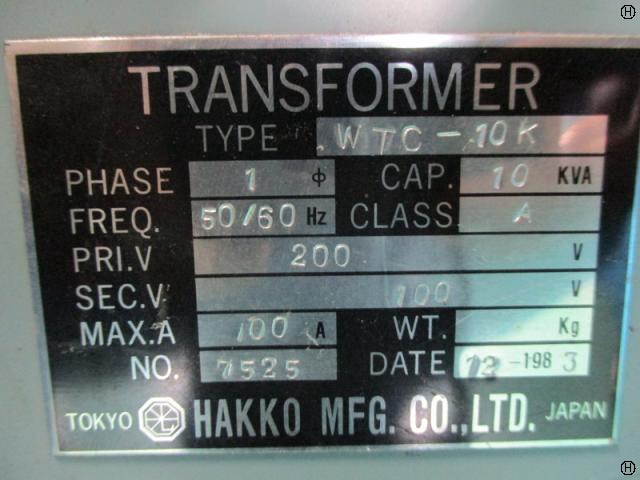 TRANSFORMER
TYPE WTC-10K
PHASE 1 ϕ CAP. 10 KVA
FREQ. 50/60 Hz CLASS. A
PRI.V 200 V
SEC.V 100 V
MAX.A 100 A WT. Kg
NO. 7525 DATE 12-1983
TOKYO HAKKO MFG. CO.,LTD. JAPAN
H
H